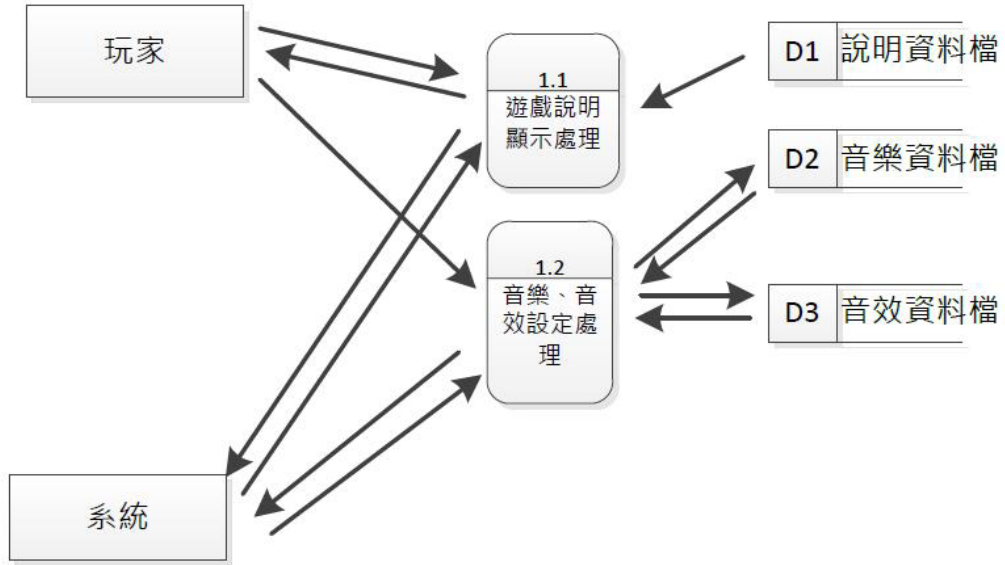 玩家
1.1
遊戲說明
顯示處理
D1 說明資料檔
D2 音樂資料檔
1.2
音樂、音
效設定處
理
D3 音效資料檔
系統